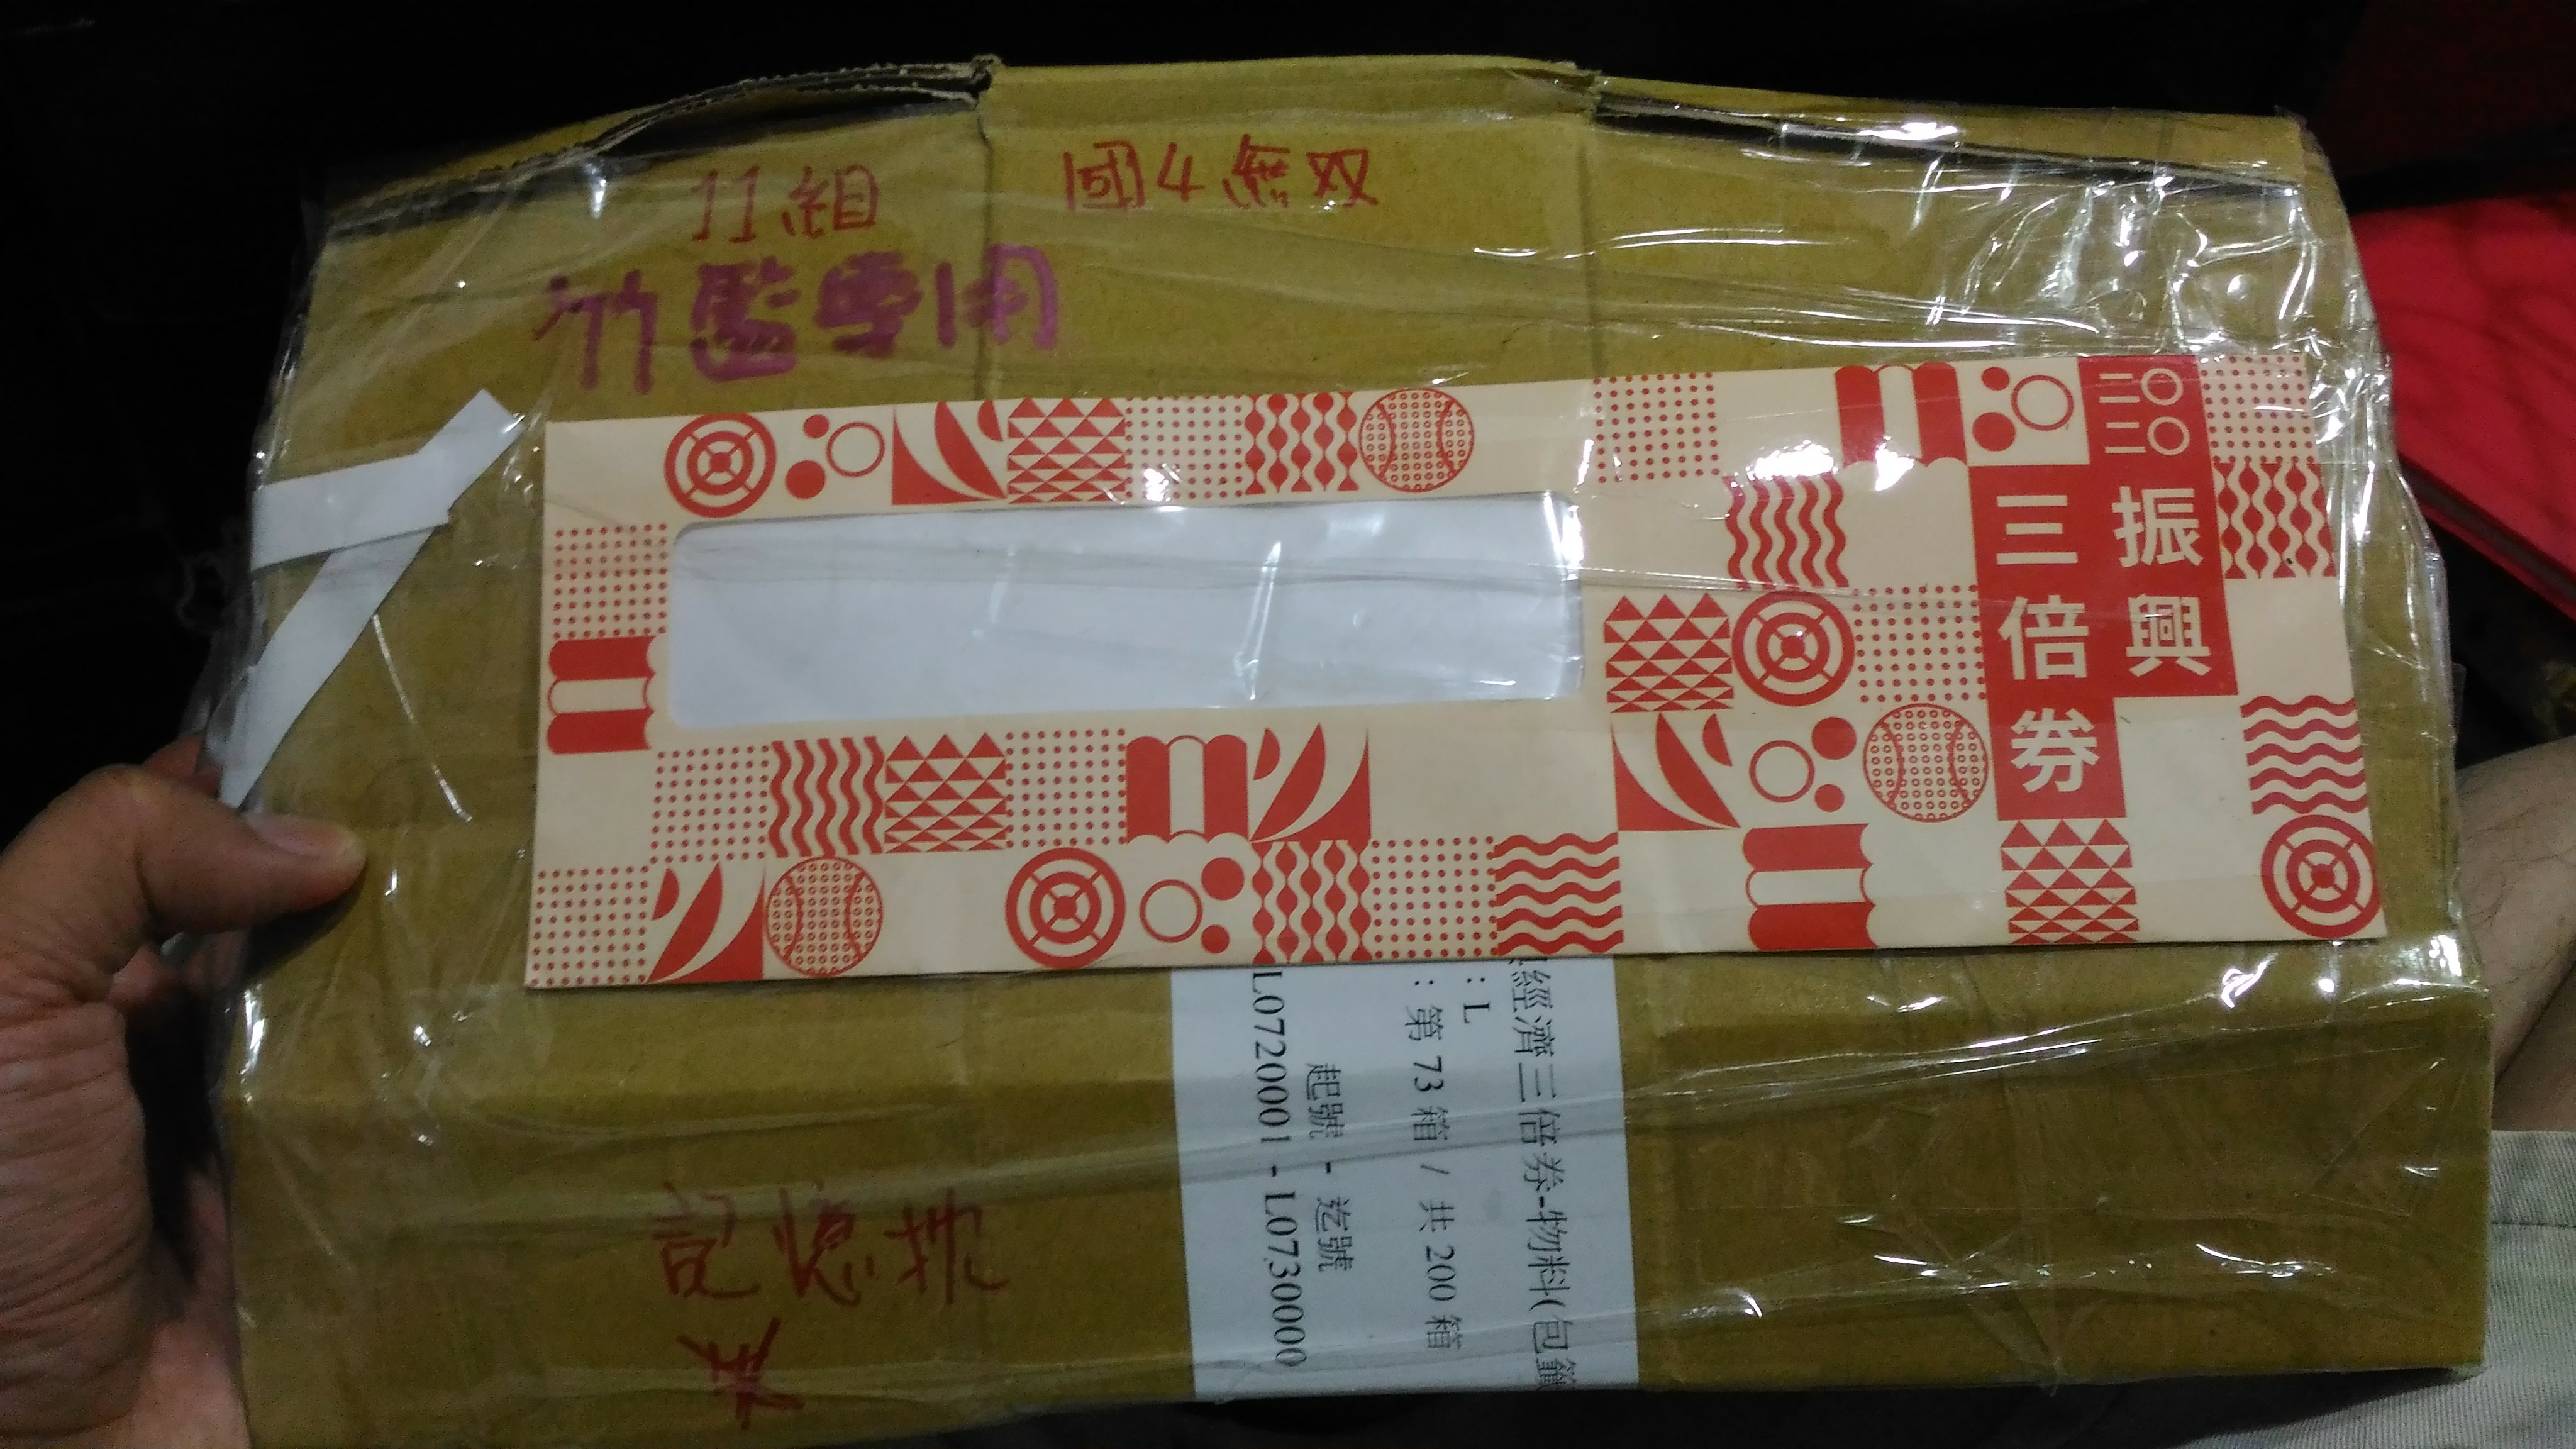 11組
國4無双
竹監專用
二〇二〇
振興
三倍券
經濟三倍券-物料(包籤
: L
: 第 73 箱 / 共 200 箱
起號 - 迄號
L0720001 - L0730000
記憶枕